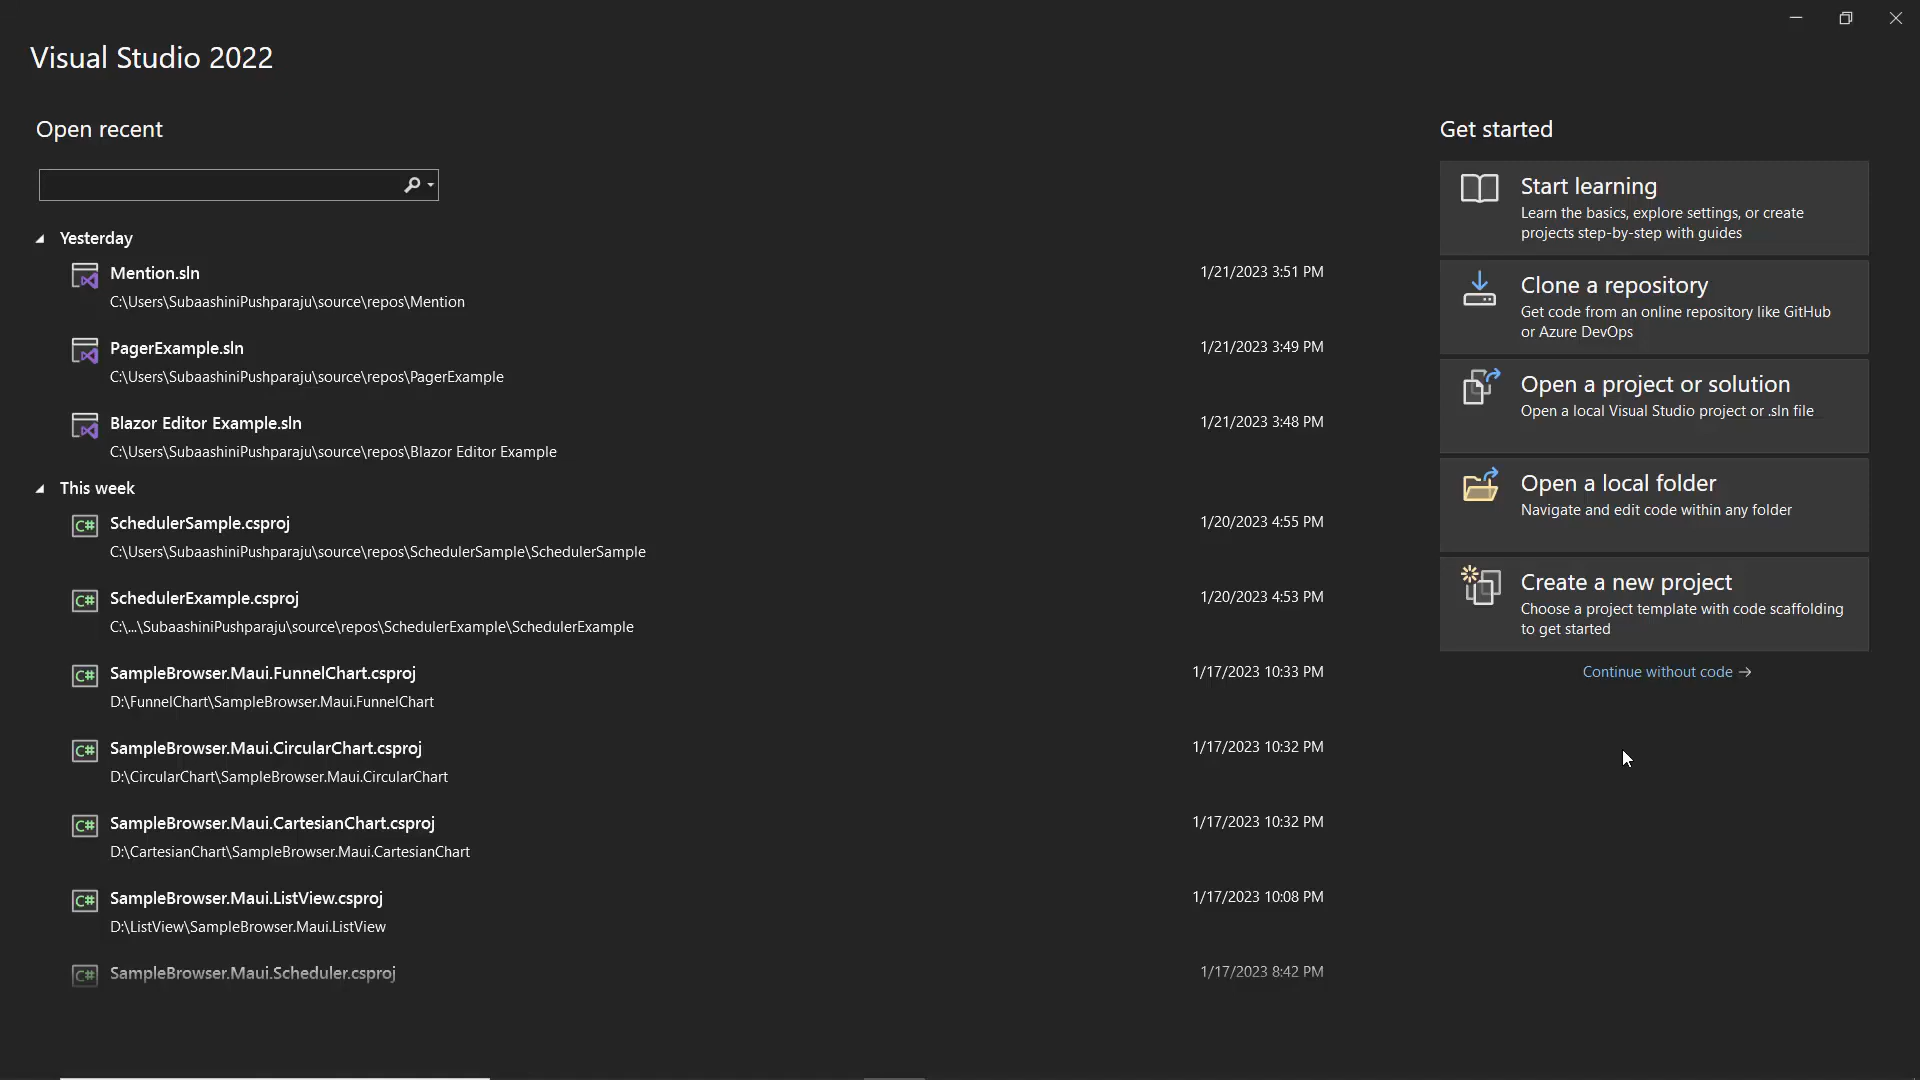 Visual Studio 2022
Open recent
Yesterday
Mention.sln
1/21/2023 3:51 PM
C:\Users\SubaashiniPushparaju\source\repos\Mention
PagerExample.sln
1/21/2023 3:49 PM
C:\Users\SubaashiniPushparaju\source\repos\PagerExample
Blazor Editor Example.sln
1/21/2023 3:48 PM
C:\Users\SubaashiniPushparaju\source\repos\Blazor Editor Example
This week
C# SchedulerSample.csproj
1/20/2023 4:55 PM
C:\Users\SubaashiniPushparaju\source\repos\SchedulerSample\SchedulerSample
C# SchedulerExample.csproj
1/20/2023 4:53 PM
C:\...\SubaashiniPushparaju\source\repos\SchedulerExample\SchedulerExample
C# SampleBrowser.Maui.FunnelChart.csproj
1/17/2023 10:33 PM
D:\FunnelChart\SampleBrowser.Maui.FunnelChart
C# SampleBrowser.Maui.CircularChart.csproj
1/17/2023 10:32 PM
D:\CircularChart\SampleBrowser.Maui.CircularChart
C# SampleBrowser.Maui.CartesianChart.csproj
1/17/2023 10:32 PM
D:\CartesianChart\SampleBrowser.Maui.CartesianChart
C# SampleBrowser.Maui.ListView.csproj
1/17/2023 10:08 PM
D:\ListView\SampleBrowser.Maui.ListView
C# SampleBrowser.Maui.Scheduler.csproj
1/17/2023 8:42 PM
Get started
Start learning
Learn the basics, explore settings, or create
projects step-by-step with guides
Clone a repository
Get code from an online repository like GitHub
or Azure DevOps
Open a project or solution
Open a local Visual Studio project or .sln file
Open a local folder
Navigate and edit code within any folder
Create a new project
Choose a project template with code scaffolding
to get started
Continue without code →